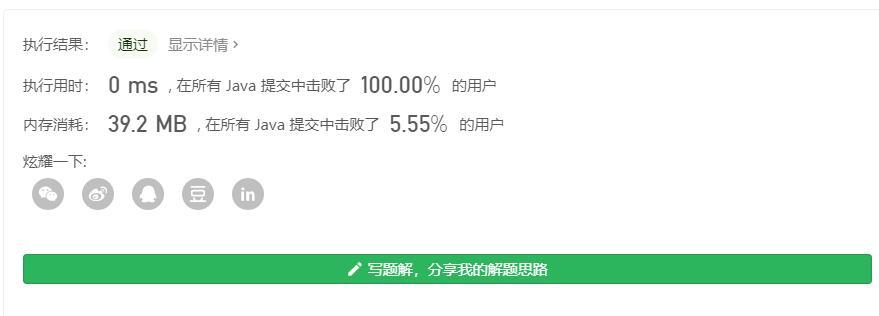 执行结果： 通过 显示详情 ›
执行用时： 0 ms , 在所有 Java 提交中击败了 100.00% 的用户
内存消耗： 39.2 MB , 在所有 Java 提交中击败了 5.55% 的用户
炫耀一下:
豆 in
写题解，分享我的解题思路